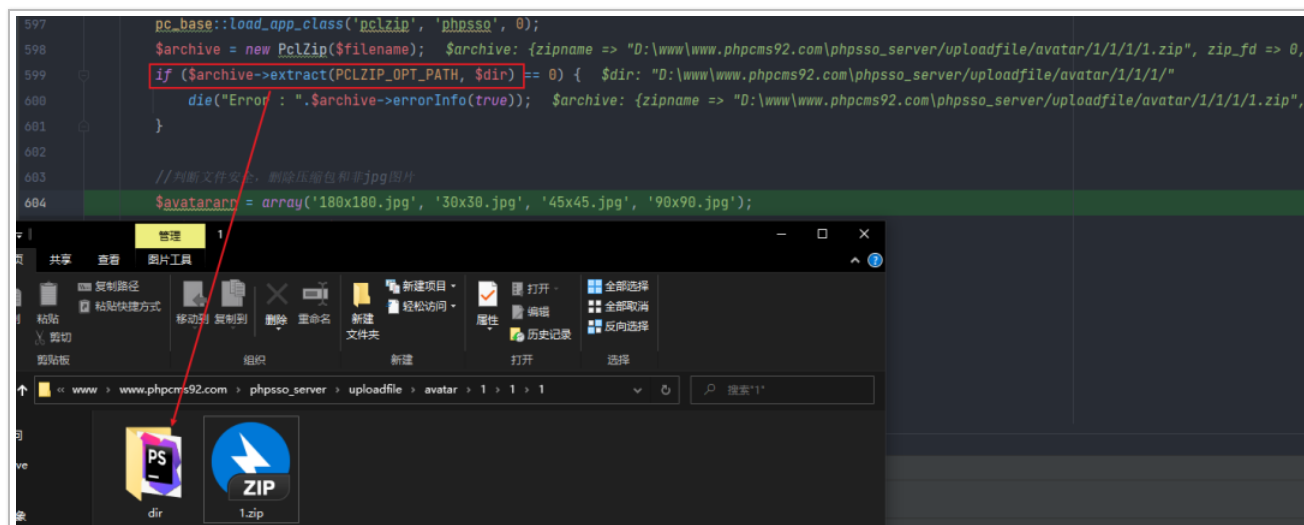 597 pc_base::load_app_class('pclzip', 'phpsso', 0);
598 $archive = new PclZip($filename); $archive: {zipname => "D:\www\www.phpcms92.com\phpsso_server/uploadfile/avatar/1/1/1/1.zip", zip_fd => 0,
599 if ($archive->extract(PCLZIP_OPT_PATH, $dir) == 0) { $dir: "D:\www\www.phpcms92.com\phpsso_server/uploadfile/avatar/1/1/1/"
600 die("Error : ".$archive->errorInfo(true)); $archive: {zipname => "D:\www\www.phpcms92.com\phpsso_server/uploadfile/avatar/1/1/1/1.zip",
601 }
602
603 //判断文件安全，删除压缩包和非jpg图片
604 $avatararr = array('180x180.jpg', '30x30.jpg', '45x45.jpg', '90x90.jpg');
管理 1
页 共享 查看 图片工具
复制路径 新建项目 打开 全部选择
粘贴 粘贴快捷方式 移动到 复制到 删除 重命名 新建 轻松访问 属性 编辑 全部取消
剪切 文件夹 历史记录 反向选择
剪贴板 组织 新建 打开 选择
« www › www.phpcms92.com › phpsso_server › uploadfile › avatar › 1 › 1 › 1 搜索"1"
PS
ZIP
ve
dir 1.zip
象